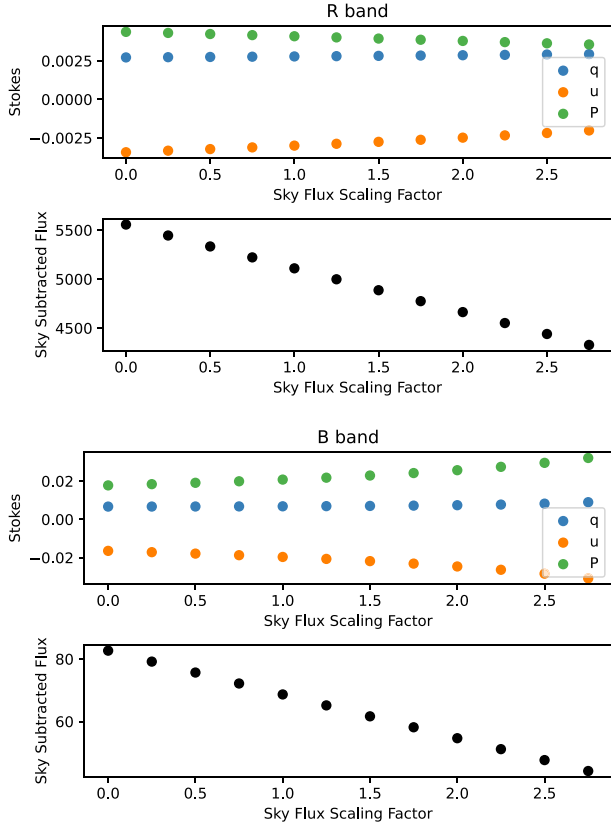 R band
Stokes
0.0025
0.0000
−0.0025
q
u
P
0.0
0.5
1.0
1.5
2.0
2.5
Sky Flux Scaling Factor
Sky Subtracted Flux
5500
5000
4500
0.0
0.5
1.0
1.5
2.0
2.5
Sky Flux Scaling Factor
B band
Stokes
0.02
0.00
−0.02
q
u
P
0.0
0.5
1.0
1.5
2.0
2.5
Sky Flux Scaling Factor
Sky Subtracted Flux
80
60
0.0
0.5
1.0
1.5
2.0
2.5
Sky Flux Scaling Factor